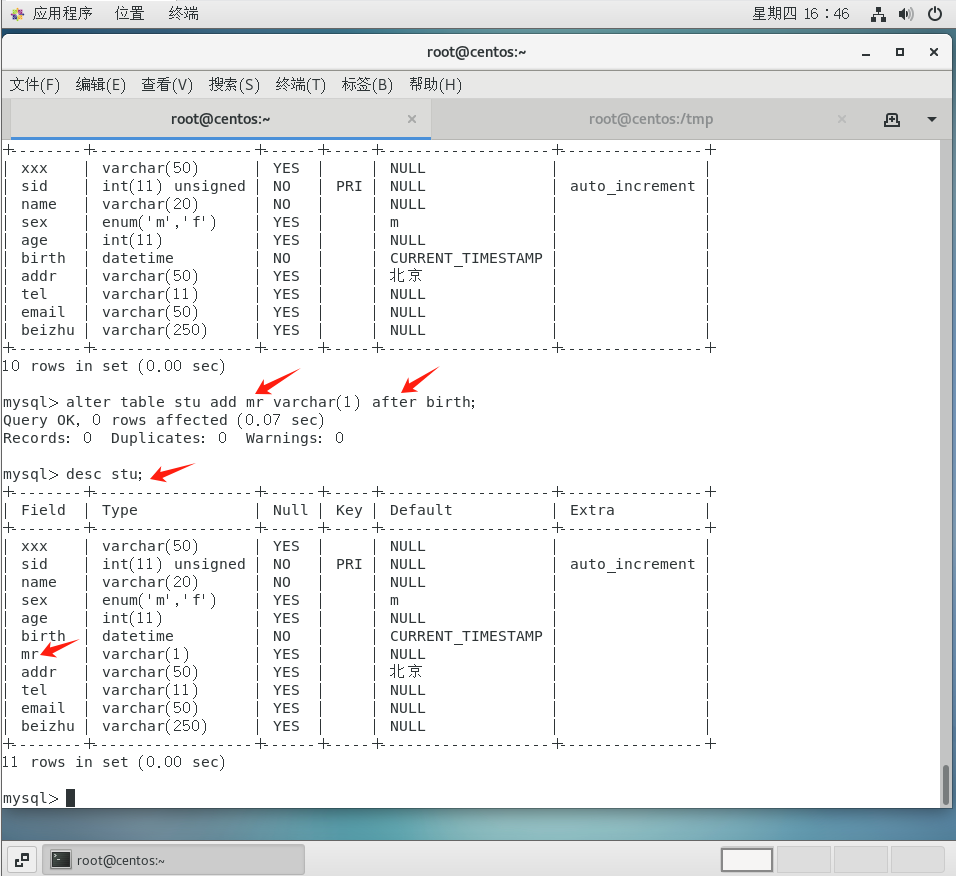 应用程序 位置 终端 星期四 16：46
root@centos:~
文件(F) 编辑(E) 查看(V) 搜索(S) 终端(T) 标签(B) 帮助(H)
root@centos:~ × root@centos:/tmp ×
+--------+------------------+------+-----+-------------------+----------------+
| xxx | varchar(50) | YES | | NULL | |
| sid | int(11) unsigned | NO | PRI | NULL | auto_increment |
| name | varchar(20) | NO | | NULL | |
| sex | enum('m','f') | YES | | m | |
| age | int(11) | YES | | NULL | |
| birth | datetime | NO | | CURRENT_TIMESTAMP | |
| addr | varchar(50) | YES | | 北京 | |
| tel | varchar(11) | YES | | NULL | |
| email | varchar(50) | YES | | NULL | |
| beizhu | varchar(250) | YES | | NULL | |
+--------+------------------+------+-----+-------------------+----------------+
10 rows in set (0.00 sec)
mysql> alter table stu add mr varchar(1) after birth;
Query OK, 0 rows affected (0.07 sec)
Records: 0 Duplicates: 0 Warnings: 0
mysql> desc stu;
+--------+------------------+------+-----+-------------------+----------------+
| Field | Type | Null | Key | Default | Extra |
+--------+------------------+------+-----+-------------------+----------------+
| xxx | varchar(50) | YES | | NULL | |
| sid | int(11) unsigned | NO | PRI | NULL | auto_increment |
| name | varchar(20) | NO | | NULL | |
| sex | enum('m','f') | YES | | m | |
| age | int(11) | YES | | NULL | |
| birth | datetime | NO | | CURRENT_TIMESTAMP | |
| mr | varchar(1) | YES | | NULL | |
| addr | varchar(50) | YES | | 北京 | |
| tel | varchar(11) | YES | | NULL | |
| email | varchar(50) | YES | | NULL | |
| beizhu | varchar(250) | YES | | NULL | |
+--------+------------------+------+-----+-------------------+----------------+
11 rows in set (0.00 sec)
mysql>
root@centos:~